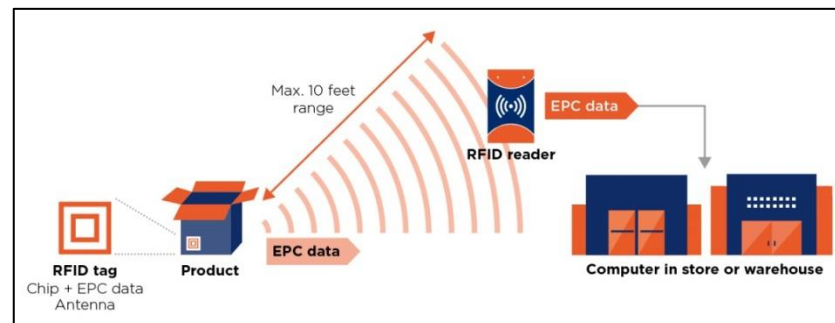 Max. 10 feet
range
EPC data
RFID reader
RFID tag
Chip + EPC data
Antenna
Product
EPC data
Computer in store or warehouse